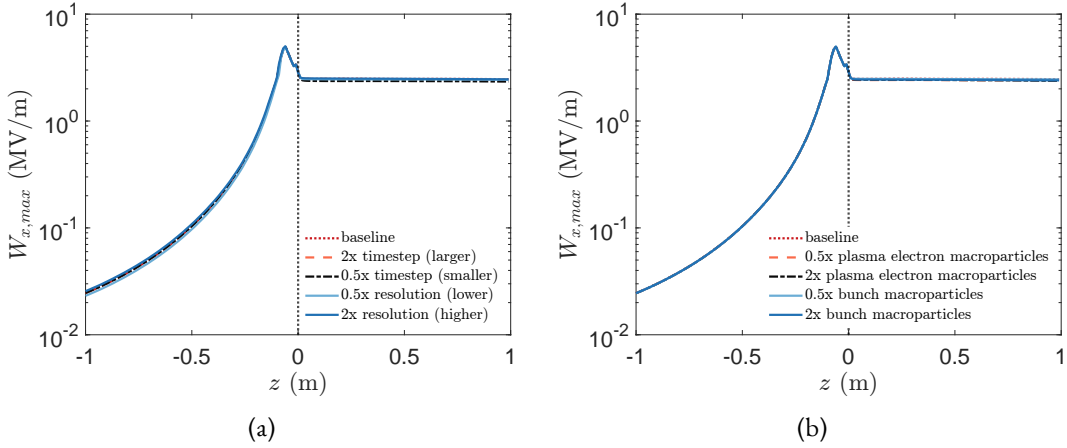 10^1
10^0
10^-1
10^-2
W_{x,max} (MV/m)
baseline
2x timestep (larger)
0.5x timestep (smaller)
0.5x resolution (lower)
2x resolution (higher)
-1 -0.5 0 0.5 1
z (m)
(a)
10^1
10^0
10^-1
10^-2
W_{x,max} (MV/m)
baseline
0.5x plasma electron macroparticles
2x plasma electron macroparticles
0.5x bunch macroparticles
2x bunch macroparticles
-1 -0.5 0 0.5 1
z (m)
(b)